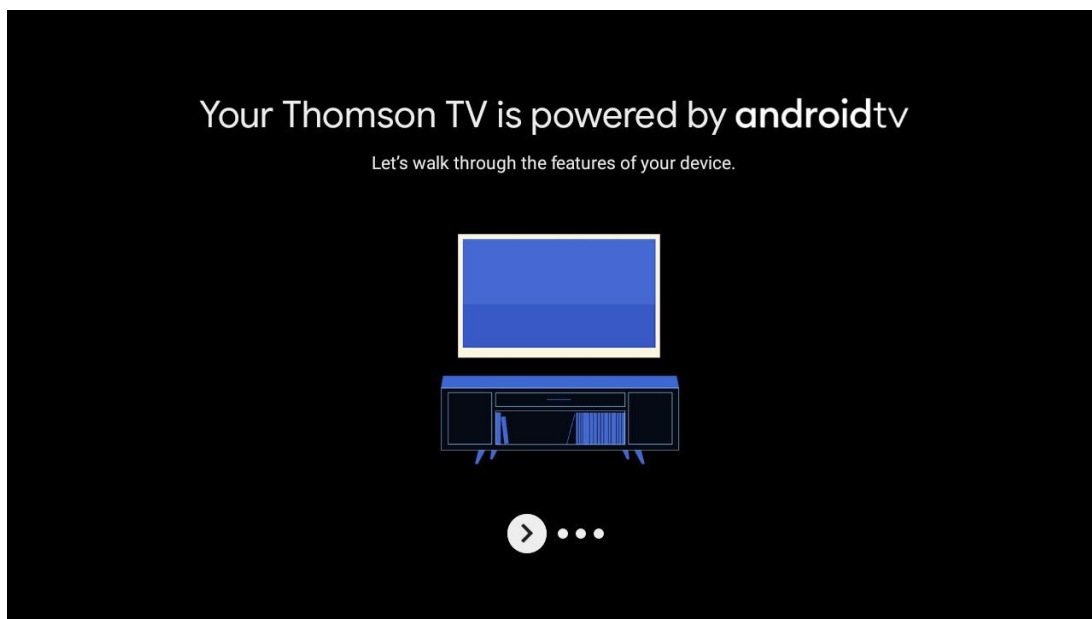 Your Thomson TV is powered by androidtv
Let's walk through the features of your device.